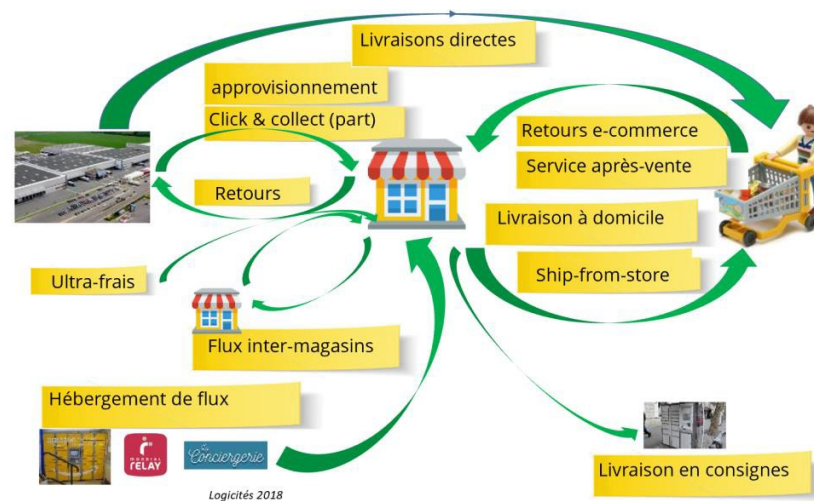 Livraisons directes
approvisionnement
Click & collect (part)
Retours e-commerce
Service après-vente
Retours
Livraison à domicile
Ultra-frais
Ship-from-store
Flux inter-magasins
Hébergement de flux
MONDIAL
RELAY
La
Conciergerie
Livraison en consignes
Logicités 2018